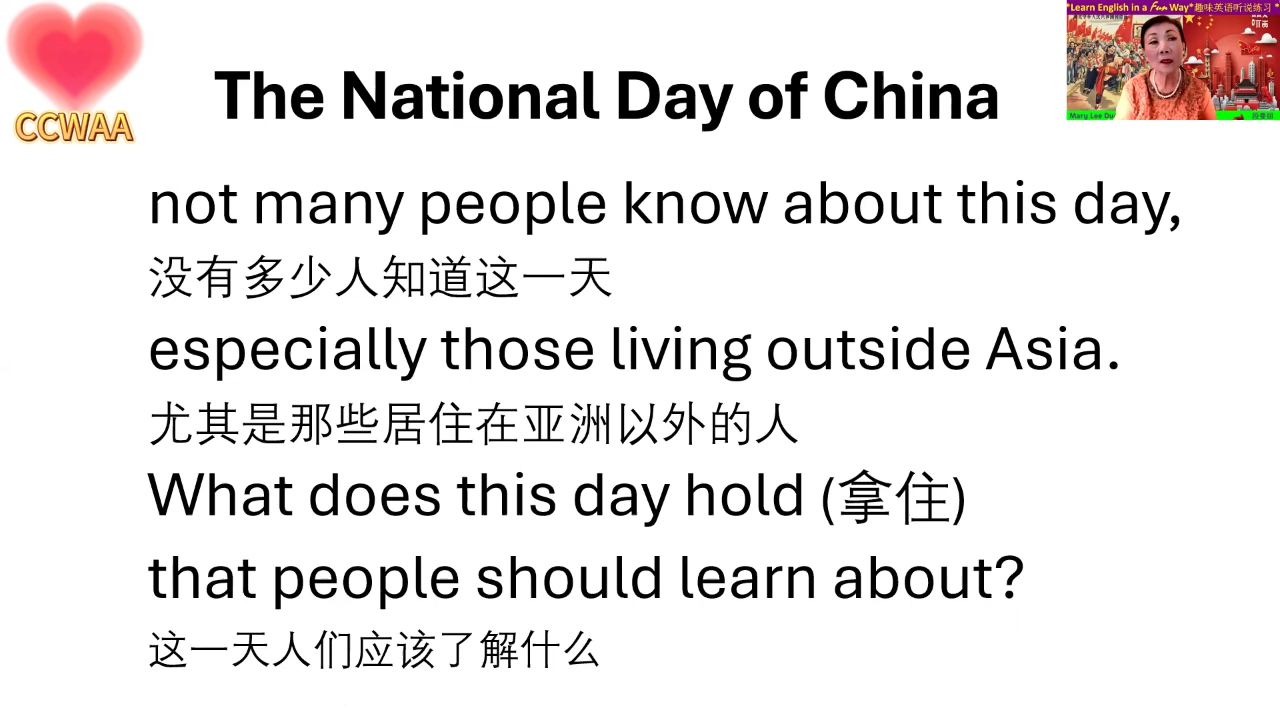 CCWAA
The National Day of China
*Learn English in a Fun Way*趣味英语听说练习 *
Mary Lee Du
not many people know about this day,
没有多少人知道这一天
especially those living outside Asia.
尤其是那些居住在亚洲以外的人
What does this day hold (拿住)
that people should learn about?
这一天人们应该了解什么